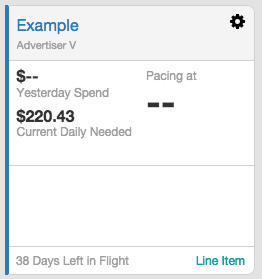 Example
Advertiser V
$--
Yesterday Spend
$220.43
Current Daily Needed
Pacing at
--
38 Days Left in Flight
Line Item